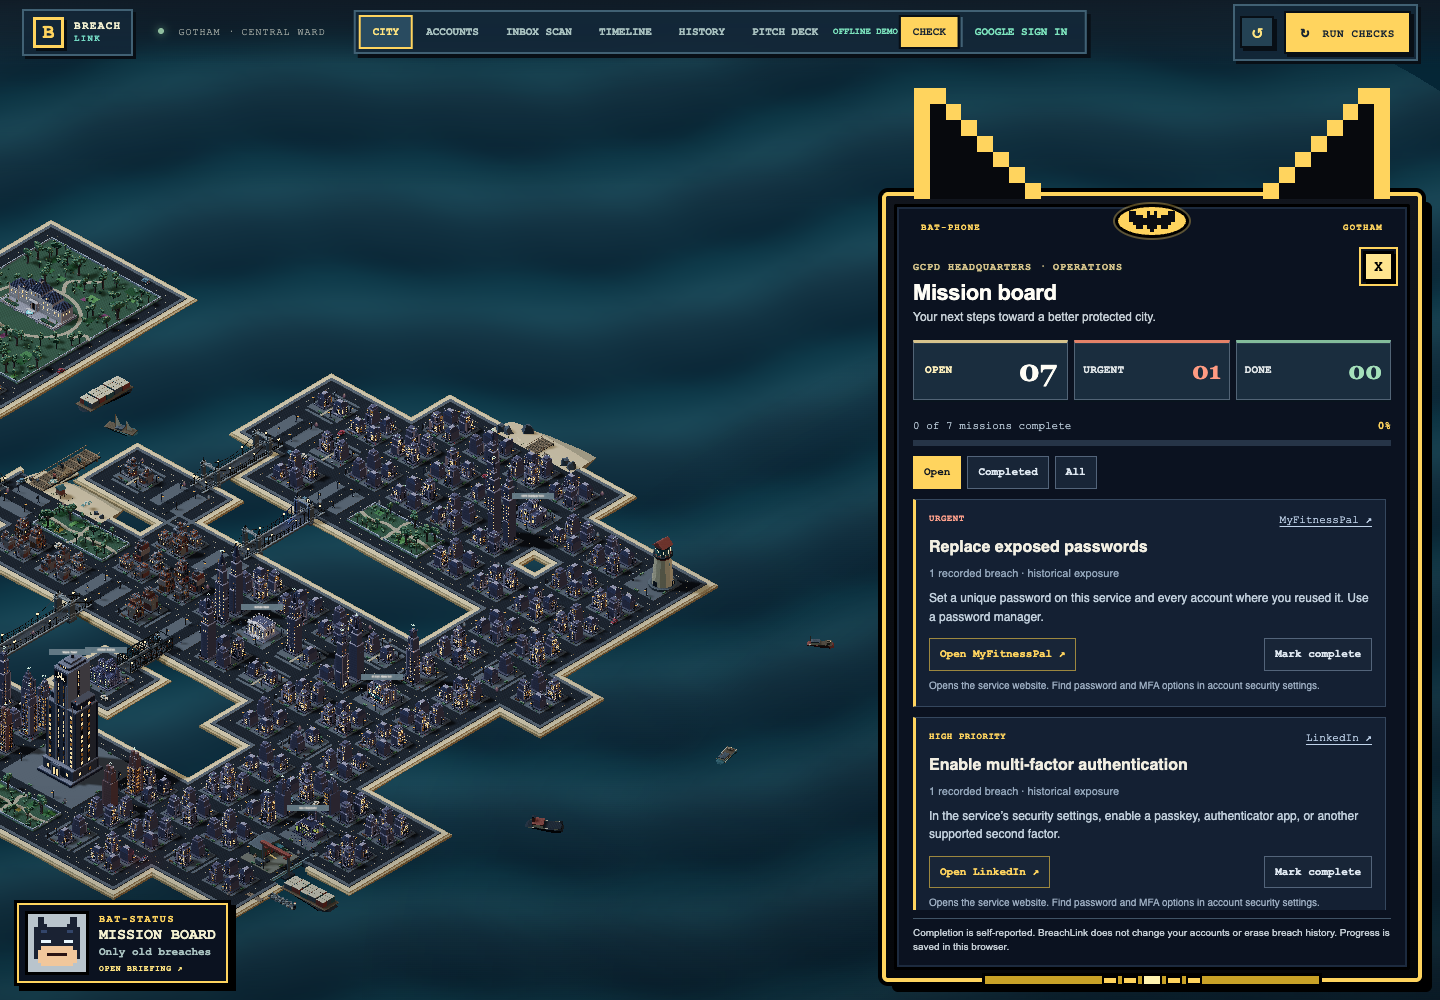 B
BREACH
LINK
GOTHAM · CENTRAL WARD
CITY
ACCOUNTS
INBOX SCAN
TIMELINE
HISTORY
PITCH DECK
OFFLINE DEMO
CHECK
GOOGLE SIGN IN
↺
↻ RUN CHECKS
BAT-PHONE
GOTHAM
GCPD HEADQUARTERS · OPERATIONS
X
Mission board
Your next steps toward a better protected city.
OPEN 07
URGENT 01
DONE 00
0 of 7 missions complete
0%
Open
Completed
All
URGENT
MyFitnessPal ↗
Replace exposed passwords
1 recorded breach · historical exposure
Set a unique password on this service and every account where you reused it. Use
a password manager.
Open MyFitnessPal ↗
Mark complete
Opens the service website. Find password and MFA options in account security settings.
HIGH PRIORITY
LinkedIn ↗
Enable multi-factor authentication
1 recorded breach · historical exposure
In the service's security settings, enable a passkey, authenticator app, or another
supported second factor.
Open LinkedIn ↗
Mark complete
Opens the service website. Find password and MFA options in account security settings.
Completion is self-reported. BreachLink does not change your accounts or erase breach history. Progress is
saved in this browser.
BAT-STATUS
MISSION BOARD
Only old breaches
OPEN BRIEFING ↗